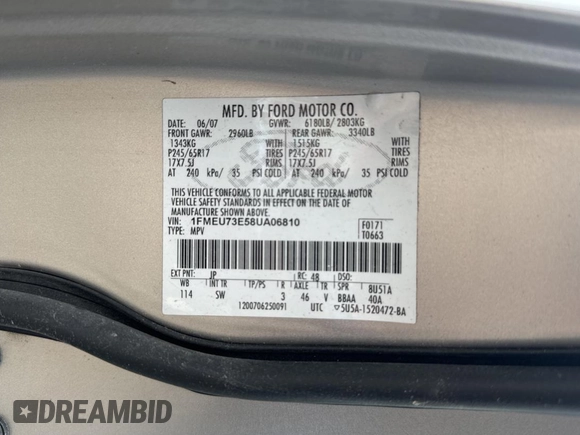 MFD. BY FORD MOTOR CO.
DATE: 06/07 GVWR: 6180LB/ 2803KG
FRONT GAWR: 2960LB REAR GAWR: 3340LB
1343KG WITH 1515KG WITH
P245/65R17 TIRES P245/65R17 TIRES
17X7.5J RIMS 17X7.5J RIMS
AT 240 kPa/ 35 PSI COLD AT 240 kPa/ 35 PSI COLD
THIS VEHICLE CONFORMS TO ALL APPLICABLE FEDERAL MOTOR
VEHICLE SAFETY STANDARDS IN EFFECT ON THE DATE OF
MANUFACTURE SHOWN ABOVE.
VIN: 1FMEU73E58UA06810 F0171
TYPE: MPV T0663
EXT PNT: JP RC: 48 DSO:
WB INT TR TP/PS R AXLE TR SPR 8U51A
114 SW 3 46 V BBAA 40A
1200706250091 UTC ▽5U5A-1520472-BA
DREAMBID